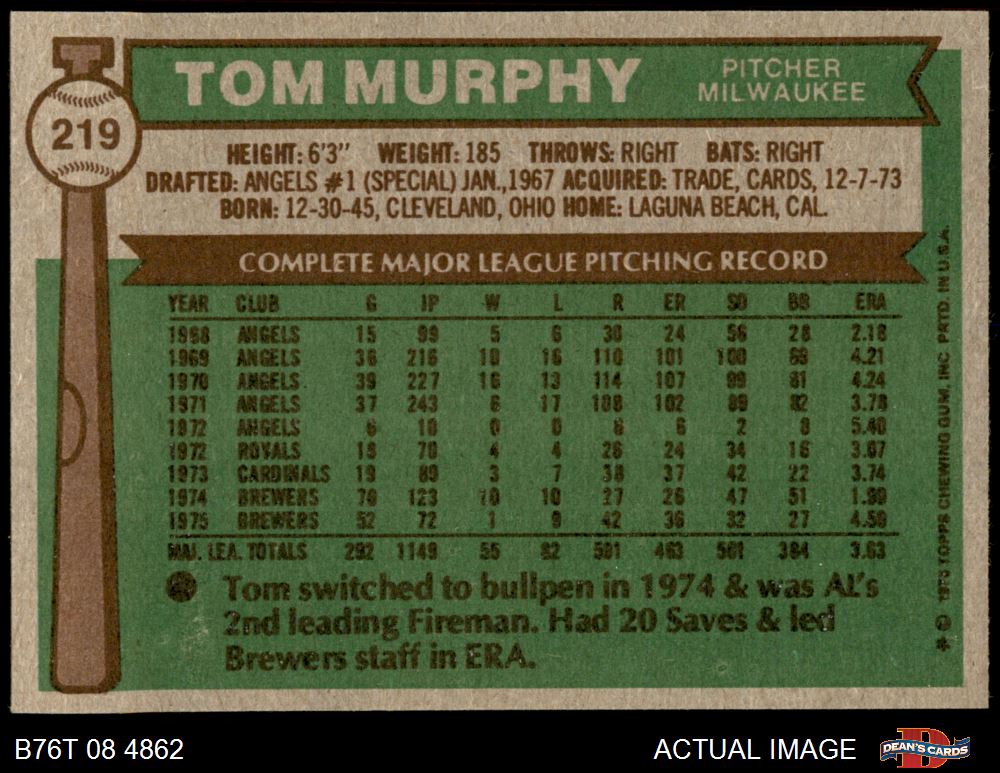 TOM MURPHY
PITCHER
MILWAUKEE
219
HEIGHT: 6'3" WEIGHT: 185 THROWS: RIGHT BATS: RIGHT
DRAFTED: ANGELS #1 (SPECIAL) JAN.,1967 ACQUIRED: TRADE, CARDS, 12-7-73
BORN: 12-30-45, CLEVELAND, OHIO HOME: LAGUNA BEACH, CAL.
COMPLETE MAJOR LEAGUE PITCHING RECORD
YEAR CLUB G IP W L R ER SO BB ERA
1968 ANGELS 15 99 5 6 30 24 56 28 2.18
1969 ANGELS 36 216 10 16 110 101 100 69 4.21
1970 ANGELS 39 227 16 13 114 107 99 81 4.24
1971 ANGELS 37 243 6 17 108 102 89 82 3.78
1972 ANGELS 6 10 0 0 6 6 2 8 5.40
1972 ROYALS 18 70 4 4 26 24 34 16 3.07
1973 CARDINALS 19 89 3 7 38 37 42 22 3.74
1974 BREWERS 70 123 10 10 27 26 47 51 1.90
1975 BREWERS 52 72 1 9 42 36 32 27 4.50
MAJ. LEA. TOTALS 292 1149 55 82 501 463 501 384 3.63
Tom switched to bullpen in 1974 & was AL's
2nd leading Fireman. Had 20 Saves & led
Brewers staff in ERA.
* © 1976 TOPPS CHEWING GUM, INC. PRTD. IN U.S.A.
B76T 08 4862
ACTUAL IMAGE
DEAN'S CARDS